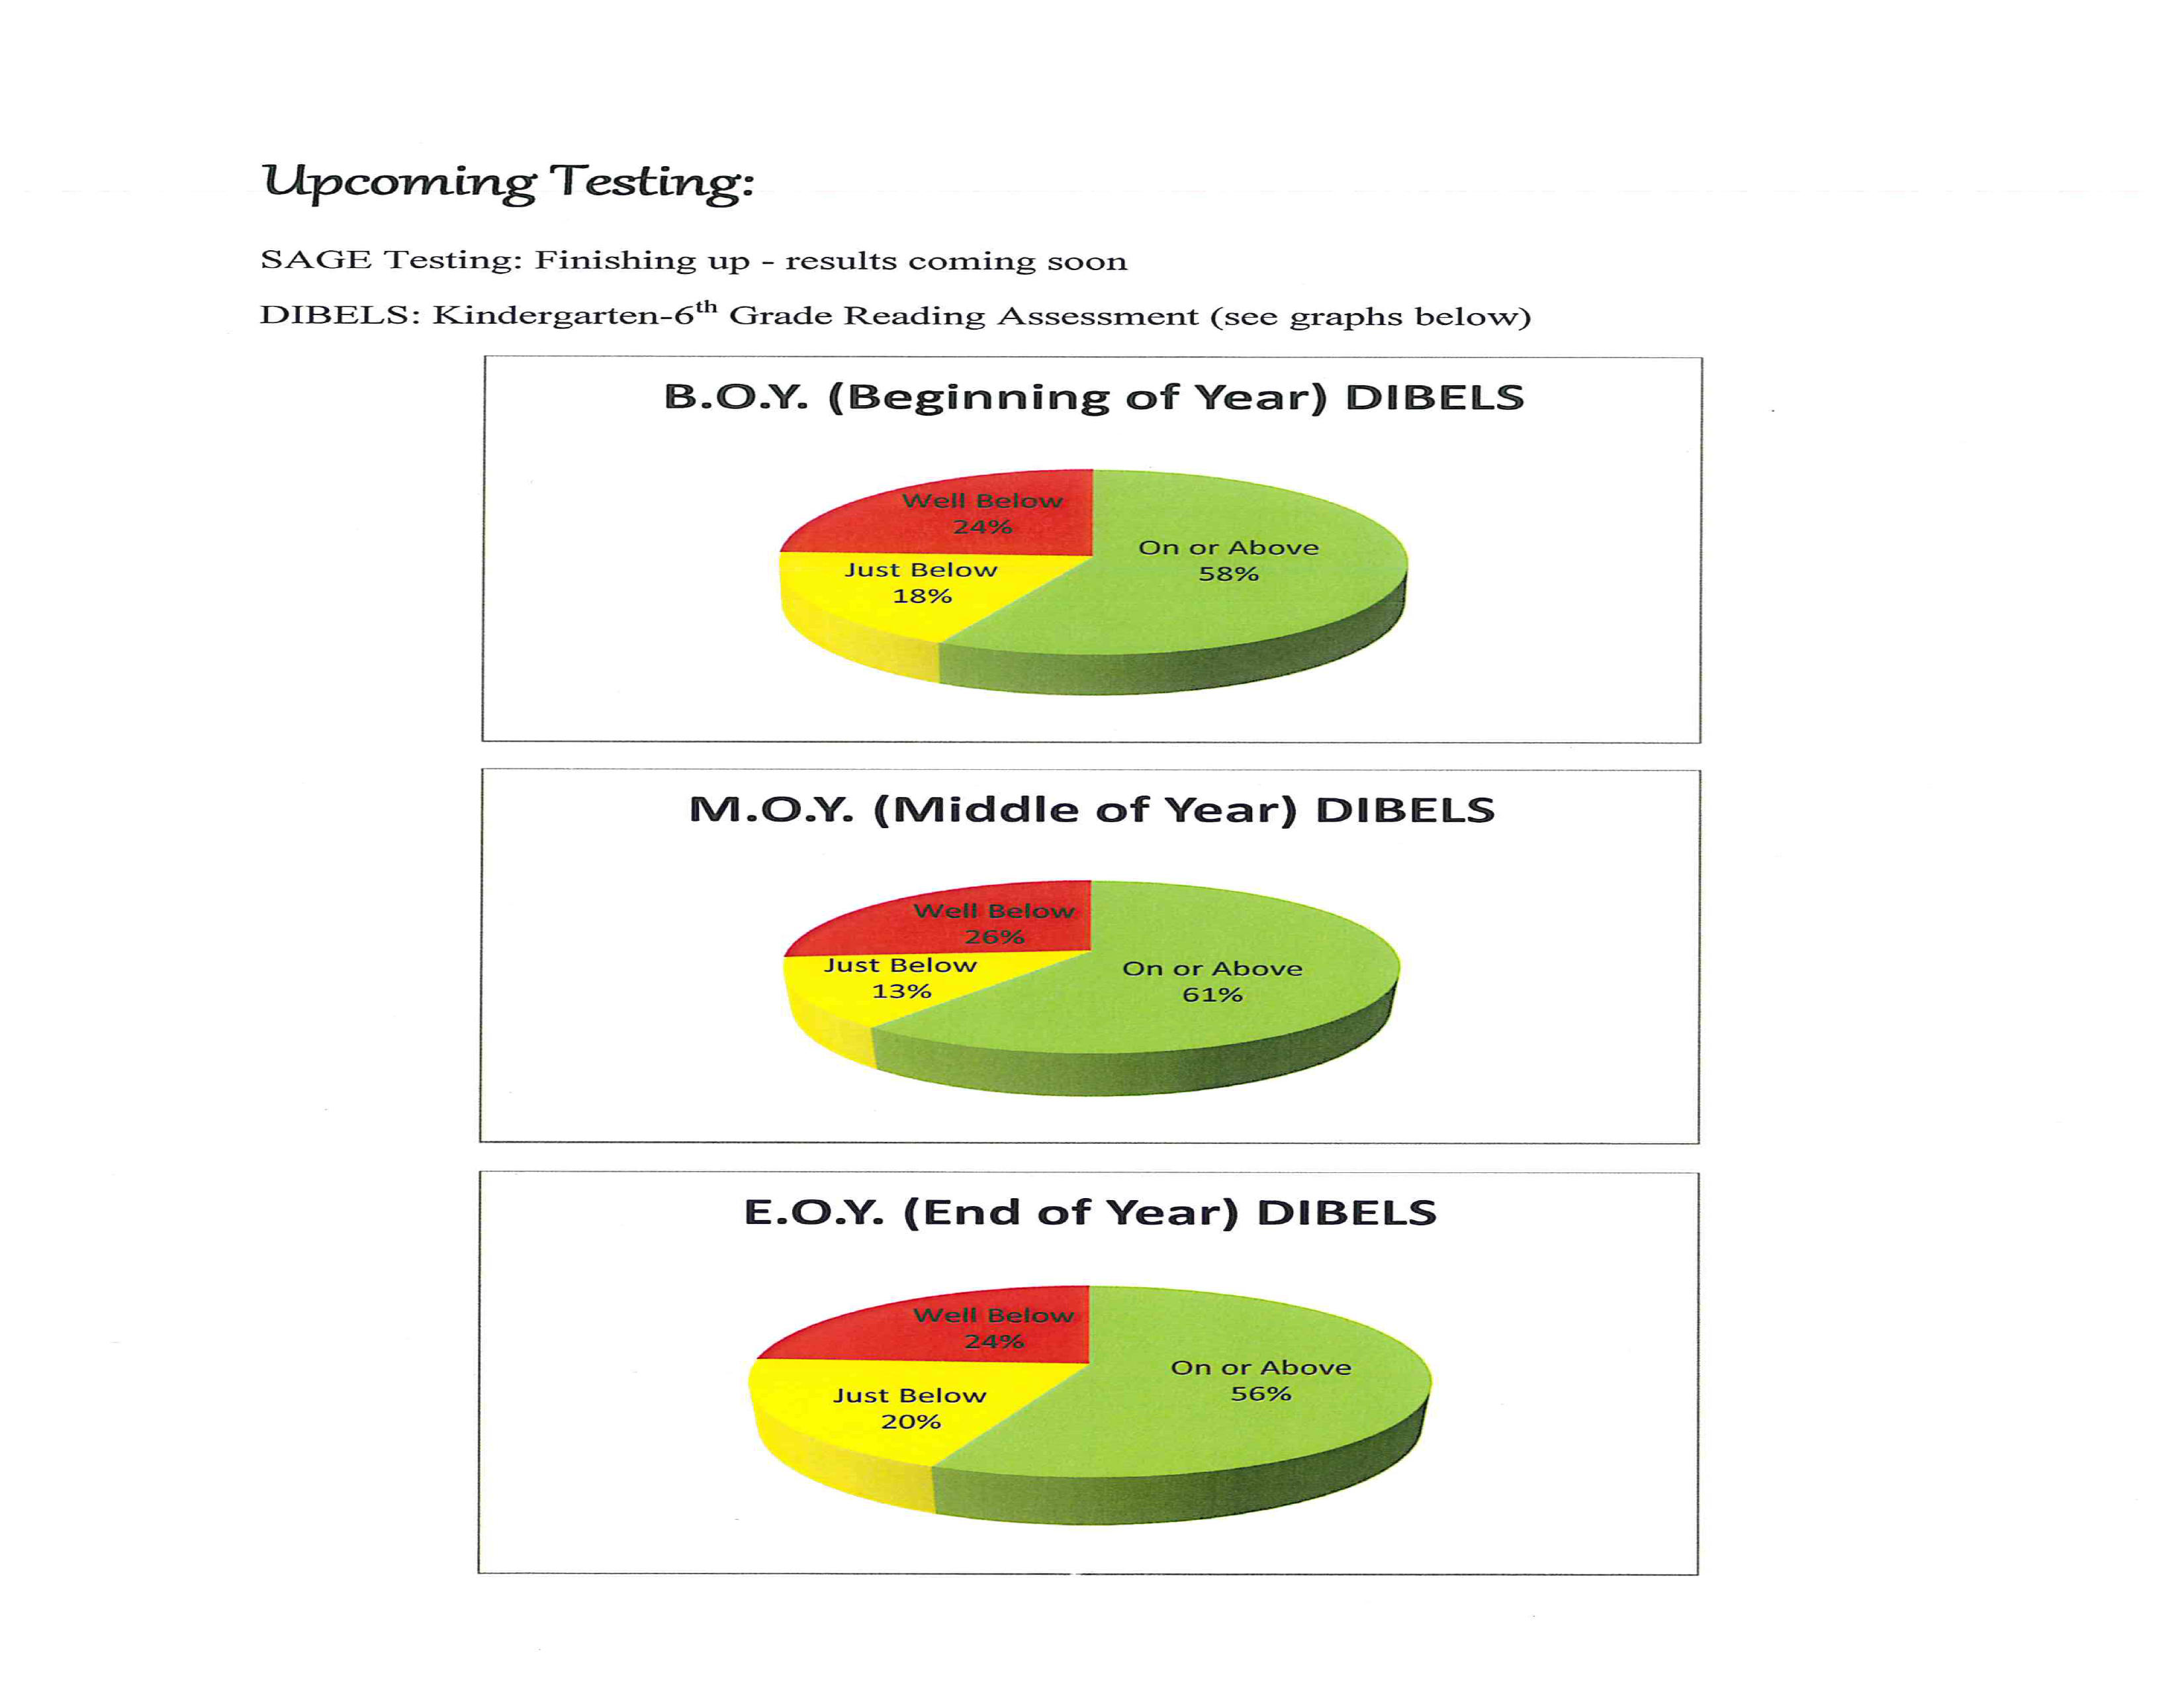 Upcoming Testing:
SAGE Testing: Finishing up - results coming soon
DIBELS: Kindergarten-6th Grade Reading Assessment (see graphs below)
B.O.Y. (Beginning of Year) DIBELS
Well Below
24%
On or Above
58%
Just Below
18%
M.O.Y. (Middle of Year) DIBELS
Well Below
26%
Just Below
13%
On or Above
61%
E.O.Y. (End of Year) DIBELS
Well Below
24%
On or Above
56%
Just Below
20%